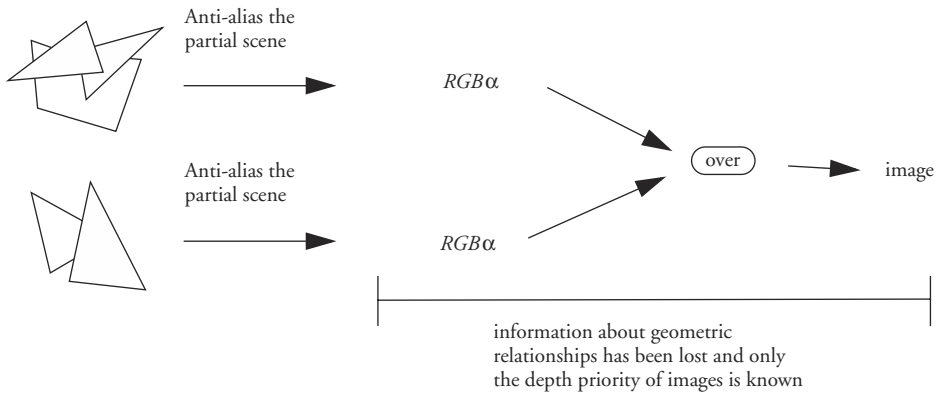 Anti-alias the
partial scene
RGBα
over
image
Anti-alias the
partial scene
RGBα
information about geometric
relationships has been lost and only
the depth priority of images is known